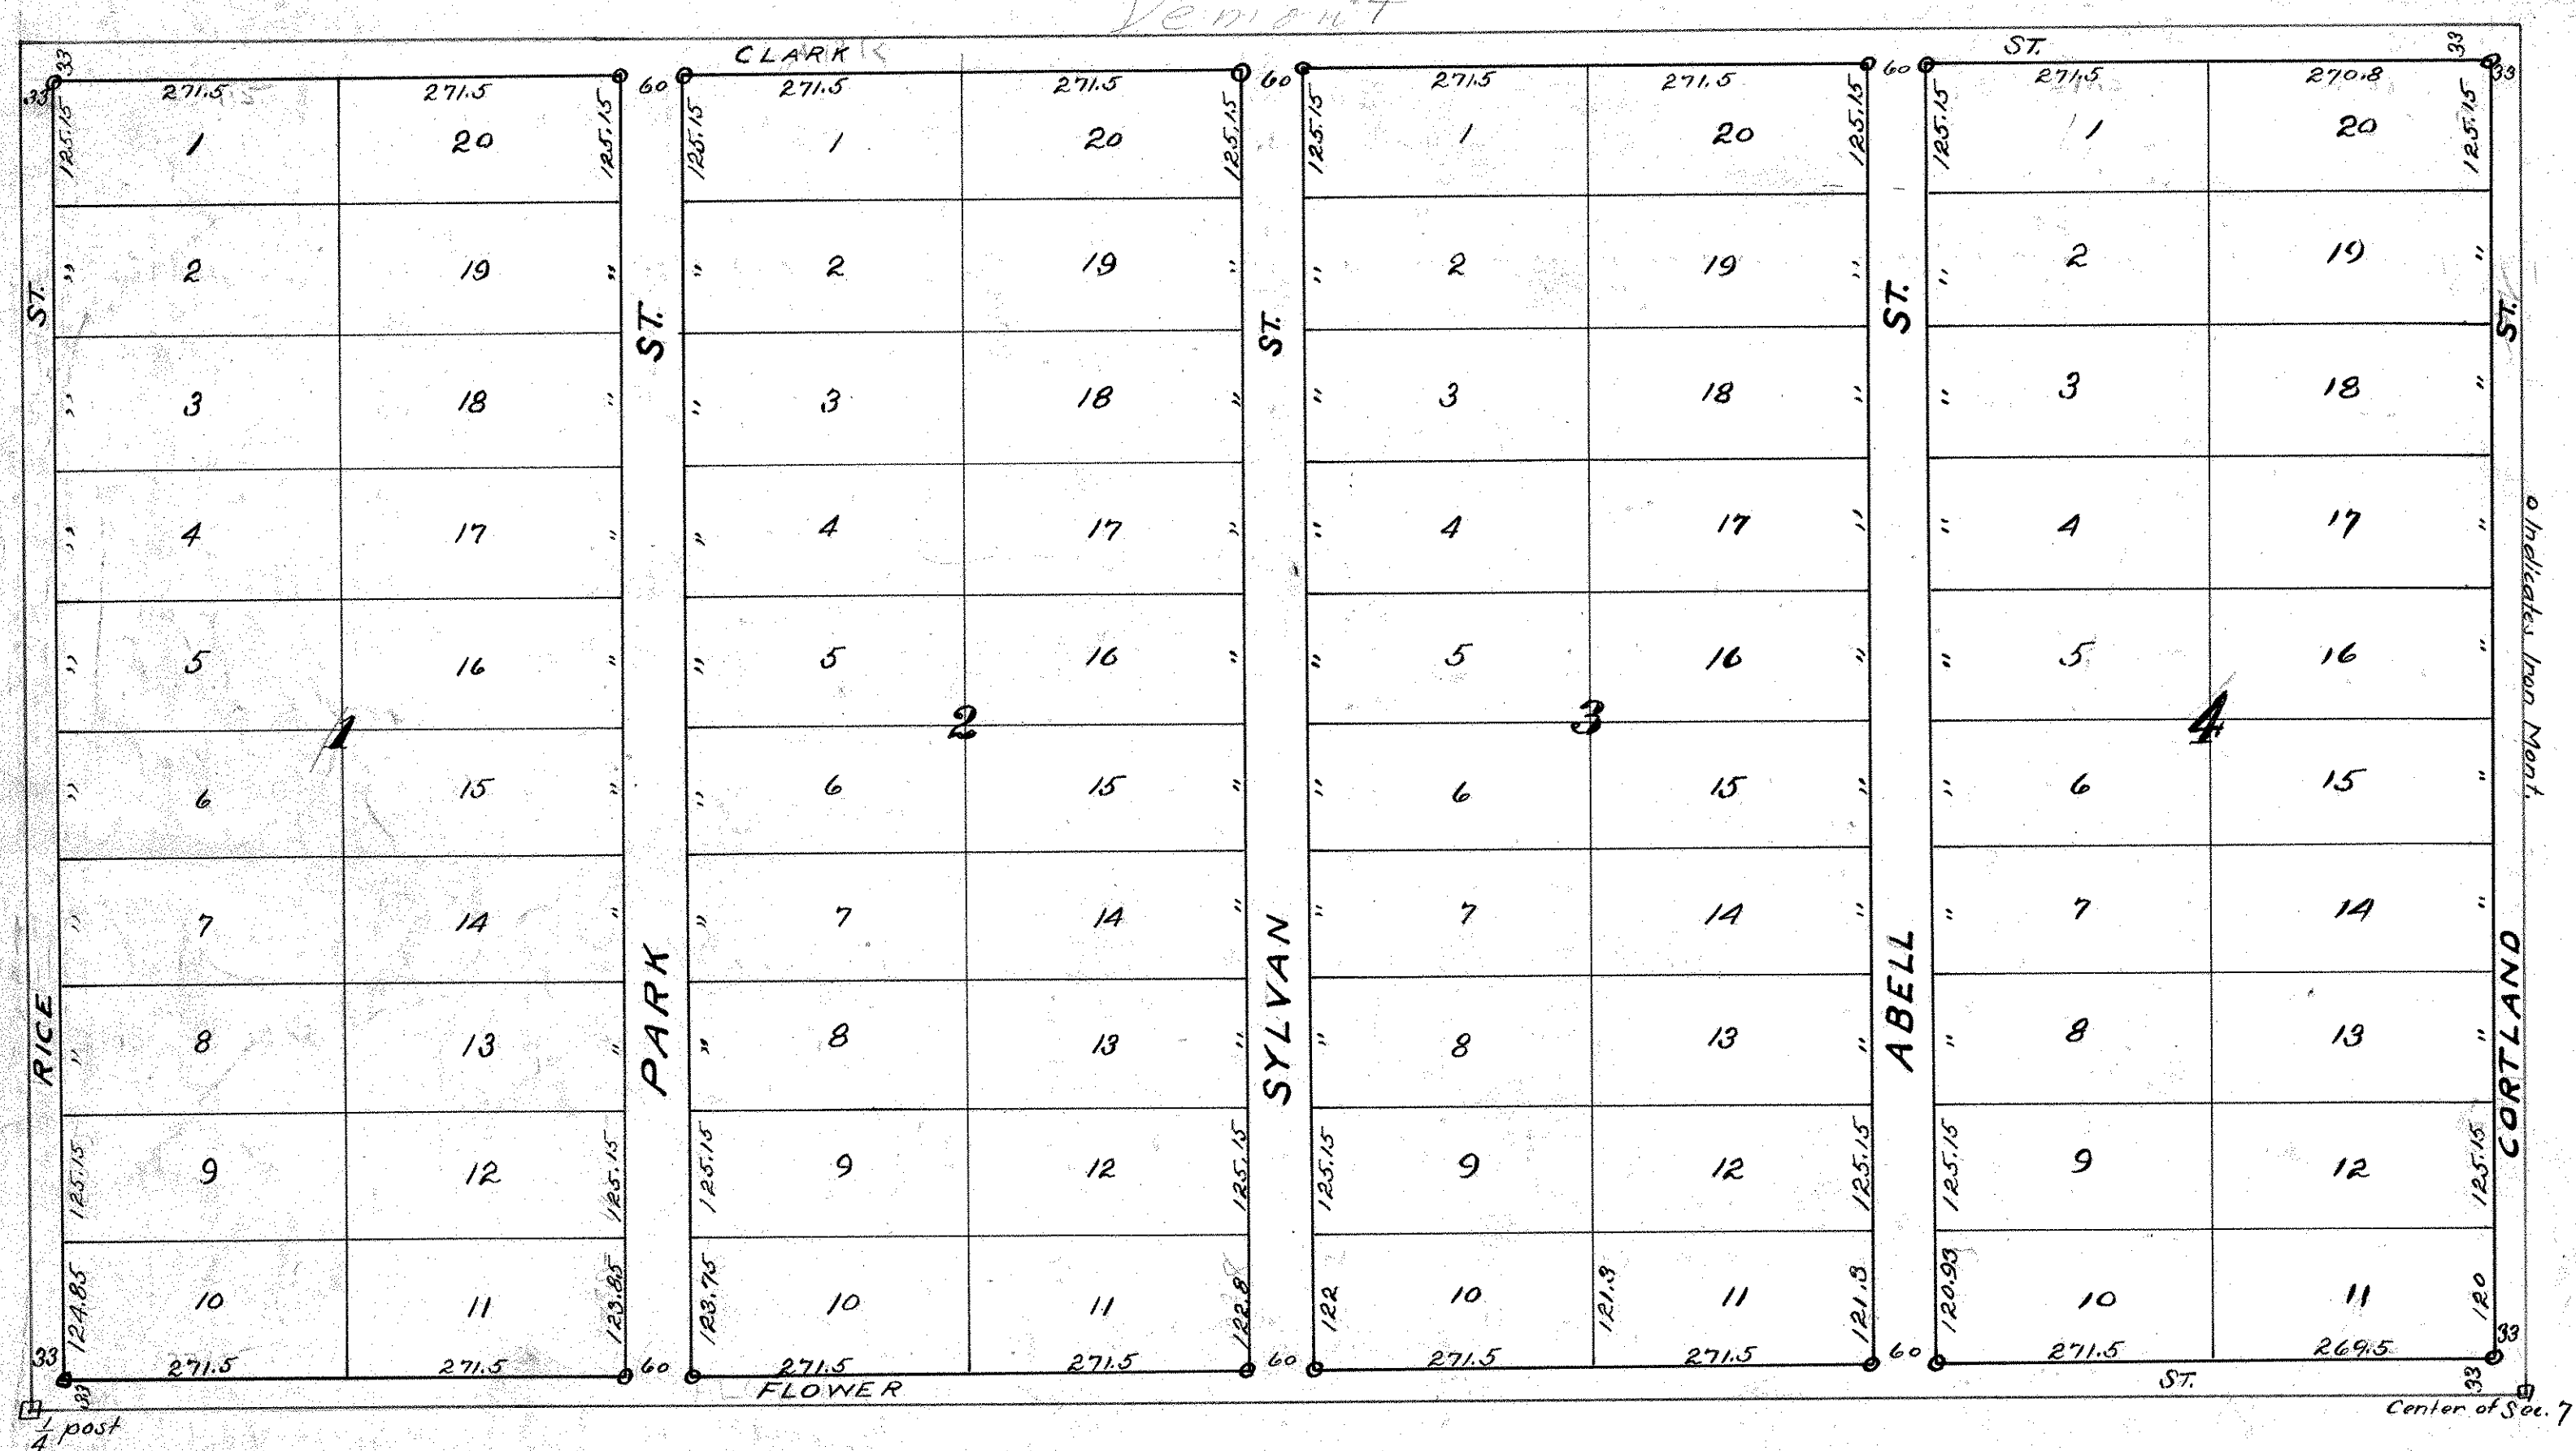 Vemont
CLARK ST.
33 33
33 271.5 271.5 60 271.5 271.5 60 271.5 271.5 60 271.5 270.8 33
125.15 1 20 125.15 125.15 1 20 125.15 125.15 1 20 125.15 125.15 1 20 125.15
" 2 19 " " 2 19 " " 2 19 " " 2 19 "
ST. ST. ST. ST. ST.
" 3 18 " " 3 18 " " 3 18 " " 3 18 "
" 4 17 " " 4 17 " " 4 17 " " 4 17 "
o Indicates Iron Mont.
" 5 16 " " 5 16 " " 5 16 " " 5 16 "
1 2 3 4
" 6 15 " " 6 15 " " 6 15 " " 6 15 "
" 7 14 " " 7 14 " " 7 14 " " 7 14 "
RICE PARK SYLVAN ABELL CORTLAND
" 8 13 " " 8 13 " " 8 13 " " 8 13 "
125.15 9 12 125.15 125.15 9 12 125.15 125.15 9 12 125.15 125.15 9 12 125.15
124.85 10 11 123.85 123.75 10 11 122.8 122 10 121.3 11 121.3 120.93 10 11 120
33 271.5 271.5 60 271.5 271.5 60 271.5 271.5 60 271.5 269.5 33
33 FLOWER ST. 33
1/4 post Center of Sec. 7